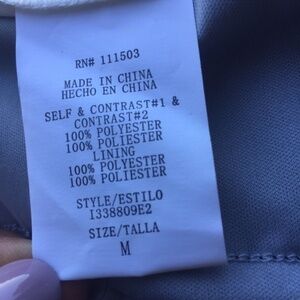 RN# 111503
MADE IN CHINA
HECHO EN CHINA
SELF & CONTRAST#1 &
CONTRAST#2
100% POLYESTER
100% POLIESTER
LINING
100% POLYESTER
100% POLIESTER
STYLE/ESTILO
I338809E2
SIZE/TALLA
M